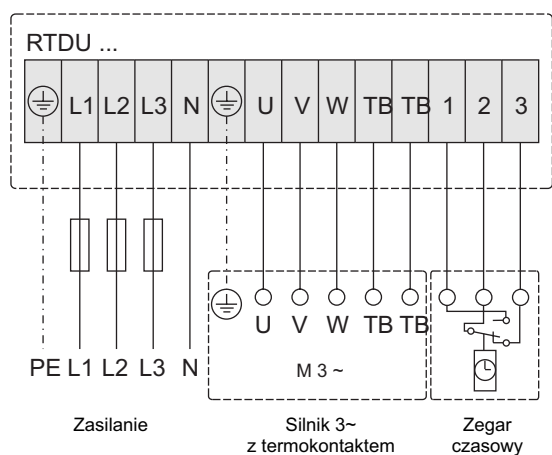 RTDU ...
L1 L2 L3 N U V W TB TB 1 2 3
U V W TB TB
PE L1 L2 L3 N
M 3 ~
Zasilanie
Silnik 3~
z termokontaktem
Zegar
czasowy